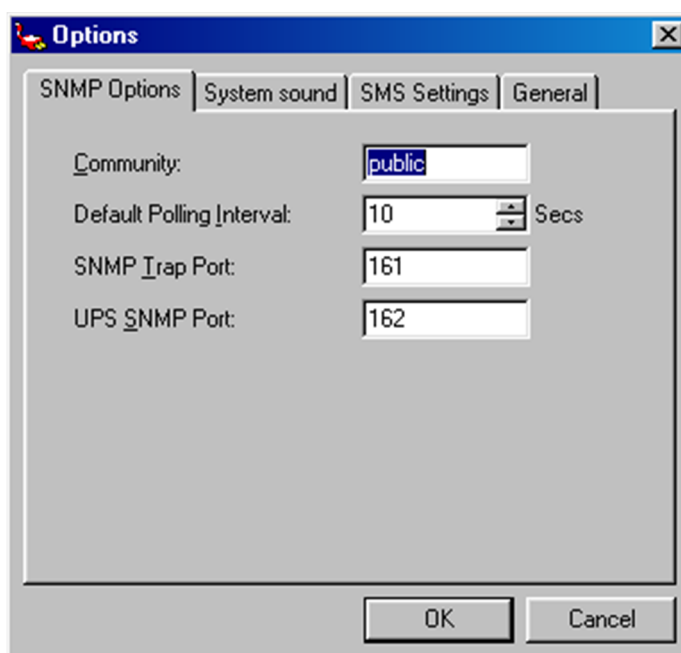 Options
SNMP Options System sound SMS Settings General
Community: public
Default Polling Interval: 10 Secs
SNMP Trap Port: 161
UPS SNMP Port: 162
OK Cancel